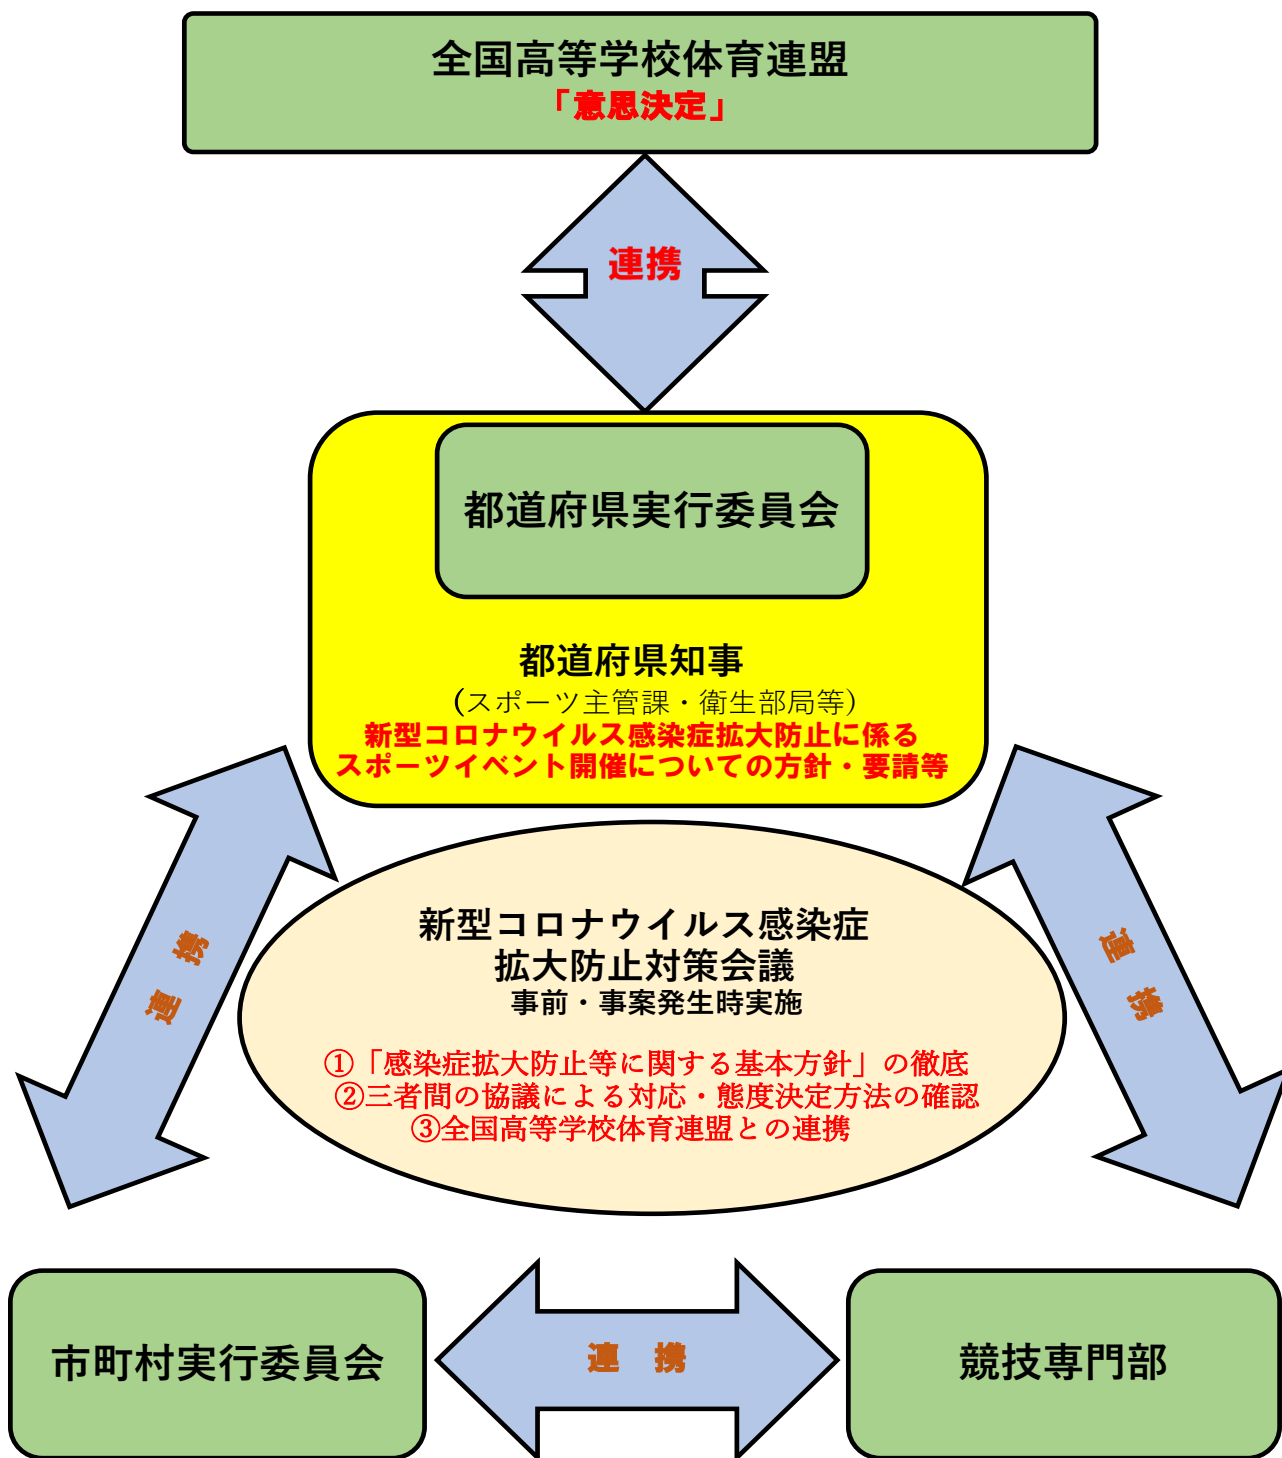 全国高等学校体育連盟
「意思決定」
連携
都道府県実行委員会
都道府県知事
(スポーツ主管課・衛生部局等)
新型コロナウイルス感染症拡大防止に係る
スポーツイベント開催についての方針・要請等
連携
連携
新型コロナウイルス感染症
拡大防止対策会議
事前・事案発生時実施
①「感染症拡大防止等に関する基本方針」の徹底
②三者間の協議による対応・態度決定方法の確認
③全国高等学校体育連盟との連携
市町村実行委員会
連　携
競技専門部